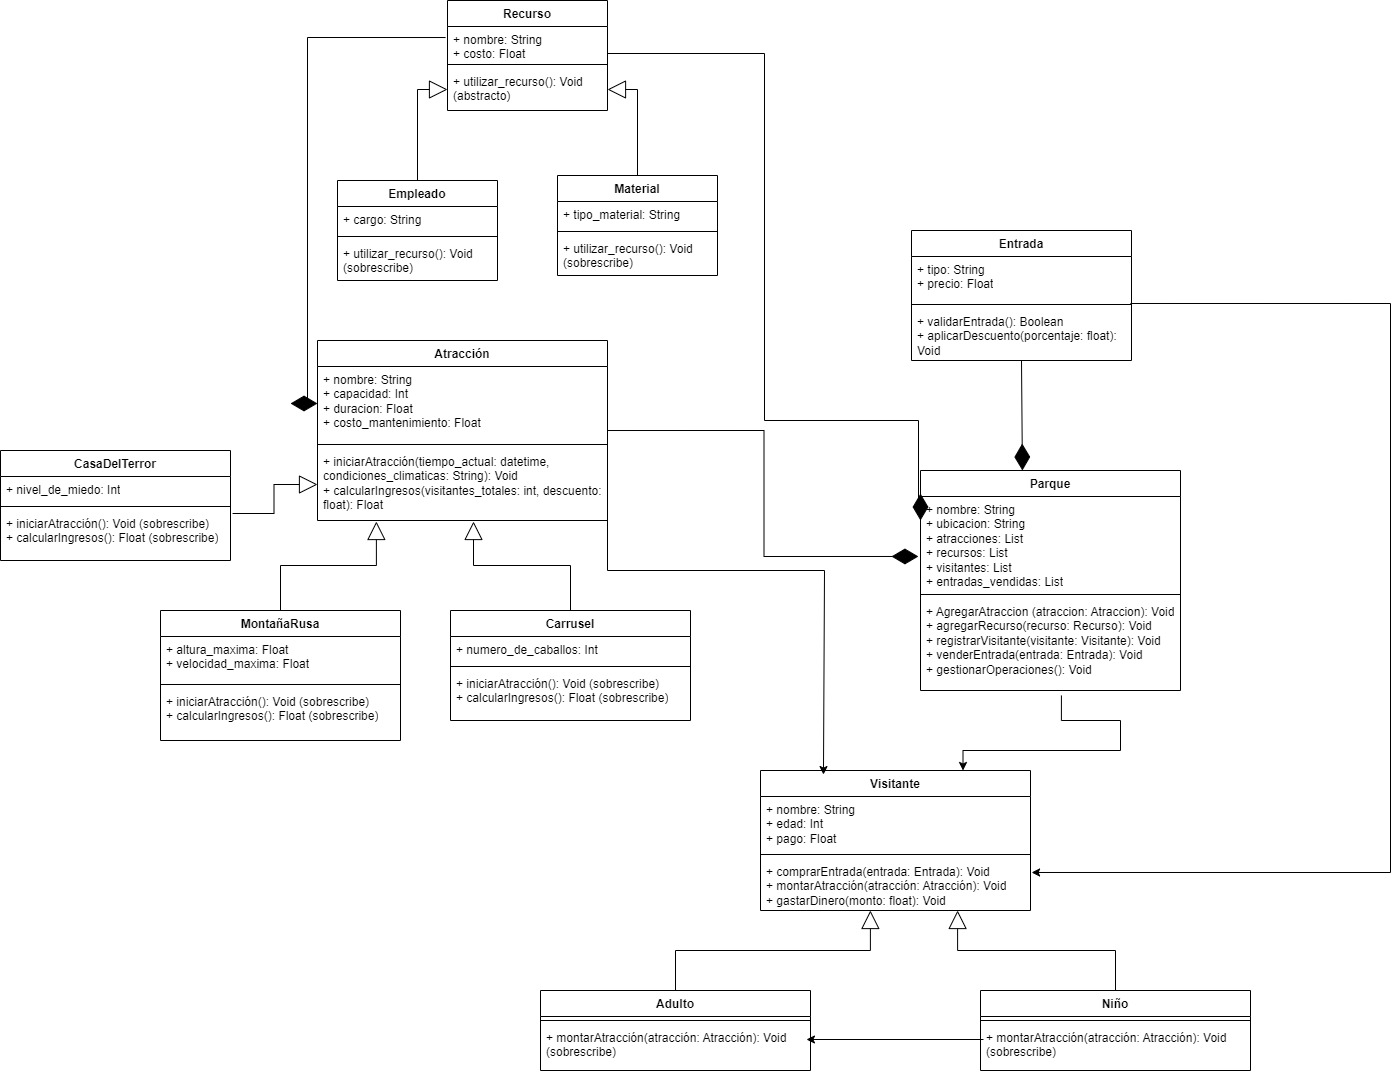 Recurso
+ nombre: String
+ costo: Float
+ utilizar_recurso(): Void
(abstracto)
Empleado
+ cargo: String
+ utilizar_recurso(): Void
(sobrescribe)
Material
+ tipo_material: String
+ utilizar_recurso(): Void
(sobrescribe)
Entrada
+ tipo: String
+ precio: Float
+ validarEntrada(): Boolean
+ aplicarDescuento(porcentaje: float):
Void
Atracción
+ nombre: String
+ capacidad: Int
+ duracion: Float
+ costo_mantenimiento: Float
+ iniciarAtracción(tiempo_actual: datetime,
condiciones_climaticas: String): Void
+ calcularIngresos(visitantes_totales: int, descuento:
float): Float
CasaDelTerror
+ nivel_de_miedo: Int
+ iniciarAtracción(): Void (sobrescribe)
+ calcularIngresos(): Float (sobrescribe)
Parque
+ nombre: String
+ ubicacion: String
+ atracciones: List
+ recursos: List
+ visitantes: List
+ entradas_vendidas: List
+ AgregarAtraccion (atraccion: Atraccion): Void
+ agregarRecurso(recurso: Recurso): Void
+ registrarVisitante(visitante: Visitante): Void
+ venderEntrada(entrada: Entrada): Void
+ gestionarOperaciones(): Void
MontañaRusa
+ altura_maxima: Float
+ velocidad_maxima: Float
+ iniciarAtracción(): Void (sobrescribe)
+ calcularIngresos(): Float (sobrescribe)
Carrusel
+ numero_de_caballos: Int
+ iniciarAtracción(): Void (sobrescribe)
+ calcularIngresos(): Float (sobrescribe)
Visitante
+ nombre: String
+ edad: Int
+ pago: Float
+ comprarEntrada(entrada: Entrada): Void
+ montarAtracción(atracción: Atracción): Void
+ gastarDinero(monto: float): Void
Adulto
+ montarAtracción(atracción: Atracción): Void
(sobrescribe)
Niño
+ montarAtracción(atracción: Atracción): Void
(sobrescribe)